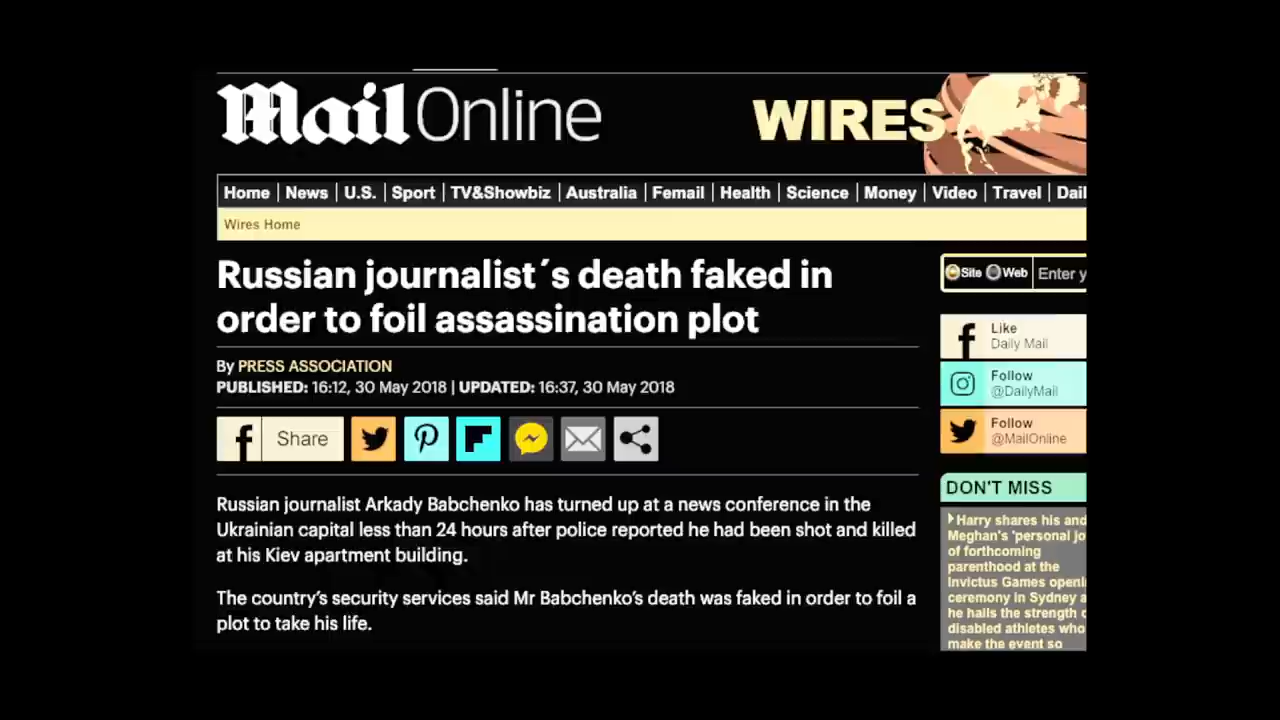 Mail Online
WIRES
Home | News | U.S. | Sport | TV&Showbiz | Australia | Femail | Health | Science | Money | Video | Travel | Dail
Wires Home
Russian journalist´s death faked in
order to foil assassination plot
By PRESS ASSOCIATION
PUBLISHED: 16:12, 30 May 2018 | UPDATED: 16:37, 30 May 2018
Share
Russian journalist Arkady Babchenko has turned up at a news conference in the
Ukrainian capital less than 24 hours after police reported he had been shot and killed
at his Kiev apartment building.
The country's security services said Mr Babchenko's death was faked in order to foil a
plot to take his life.
Site Web Enter y
Like
Daily Mail
Follow
@DailyMail
Follow
@MailOnline
DON'T MISS
Harry shares his and
Meghan's 'personal jo
of forthcoming
parenthood at the
Invictus Games openi
ceremony in Sydney a
he hails the strength o
disabled athletes who
make the event so